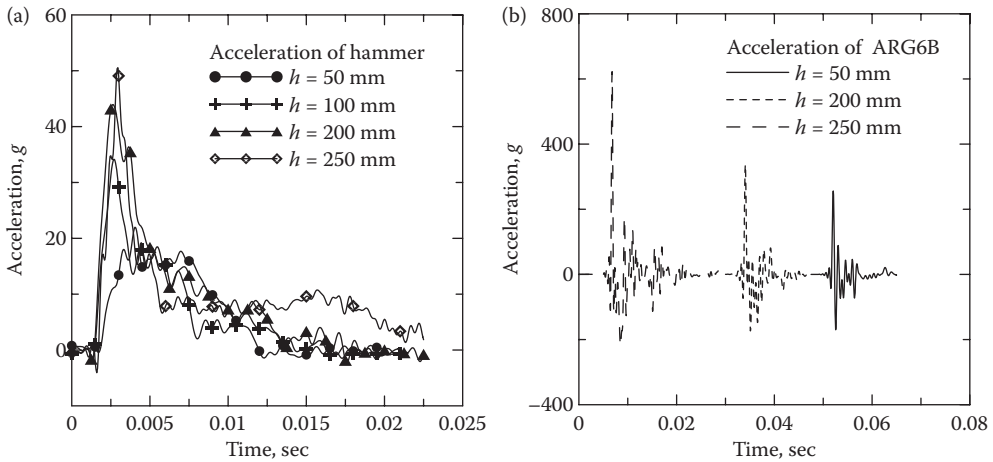 (a)
60
40
20
0
Acceleration, g
Acceleration of hammer
h = 50 mm
h = 100 mm
h = 200 mm
h = 250 mm
0
0.005
0.01
0.015
0.02
0.025
Time, sec
(b)
800
400
0
−400
Acceleration, g
Acceleration of ARG6B
h = 50 mm
h = 200 mm
h = 250 mm
0
0.02
0.04
0.06
0.08
Time, sec